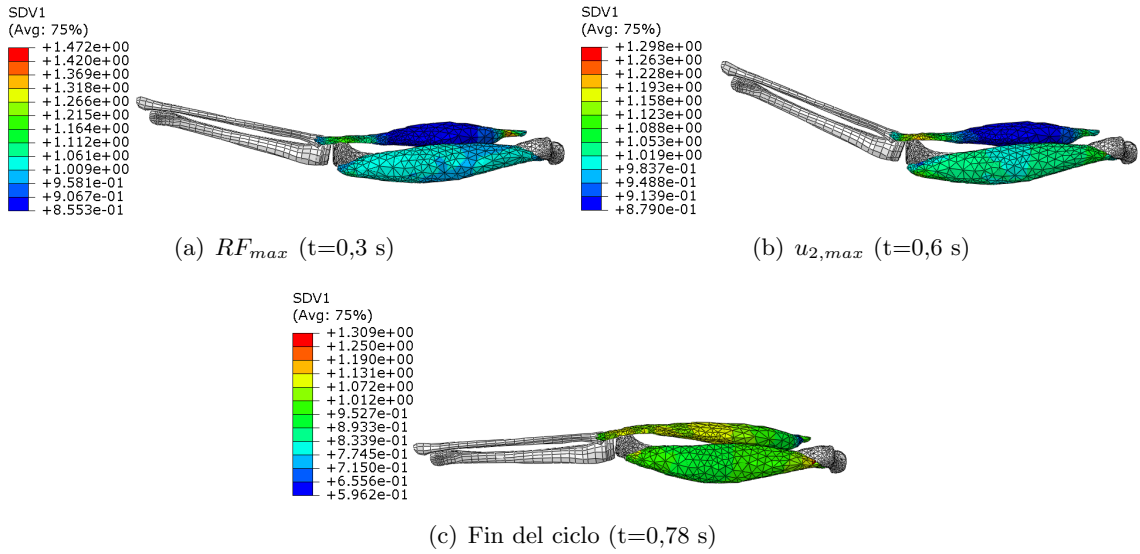 SDV1
(Avg: 75%)
+1.472e+00
+1.420e+00
+1.369e+00
+1.318e+00
+1.266e+00
+1.215e+00
+1.164e+00
+1.112e+00
+1.061e+00
+1.009e+00
+9.581e-01
+9.067e-01
+8.553e-01
(a) RF_max (t=0,3 s)
SDV1
(Avg: 75%)
+1.298e+00
+1.263e+00
+1.228e+00
+1.193e+00
+1.158e+00
+1.123e+00
+1.088e+00
+1.053e+00
+1.019e+00
+9.837e-01
+9.488e-01
+9.139e-01
+8.790e-01
(b) u_2,max (t=0,6 s)
SDV1
(Avg: 75%)
+1.309e+00
+1.250e+00
+1.190e+00
+1.131e+00
+1.072e+00
+1.012e+00
+9.527e-01
+8.933e-01
+8.339e-01
+7.745e-01
+7.150e-01
+6.556e-01
+5.962e-01
(c) Fin del ciclo (t=0,78 s)